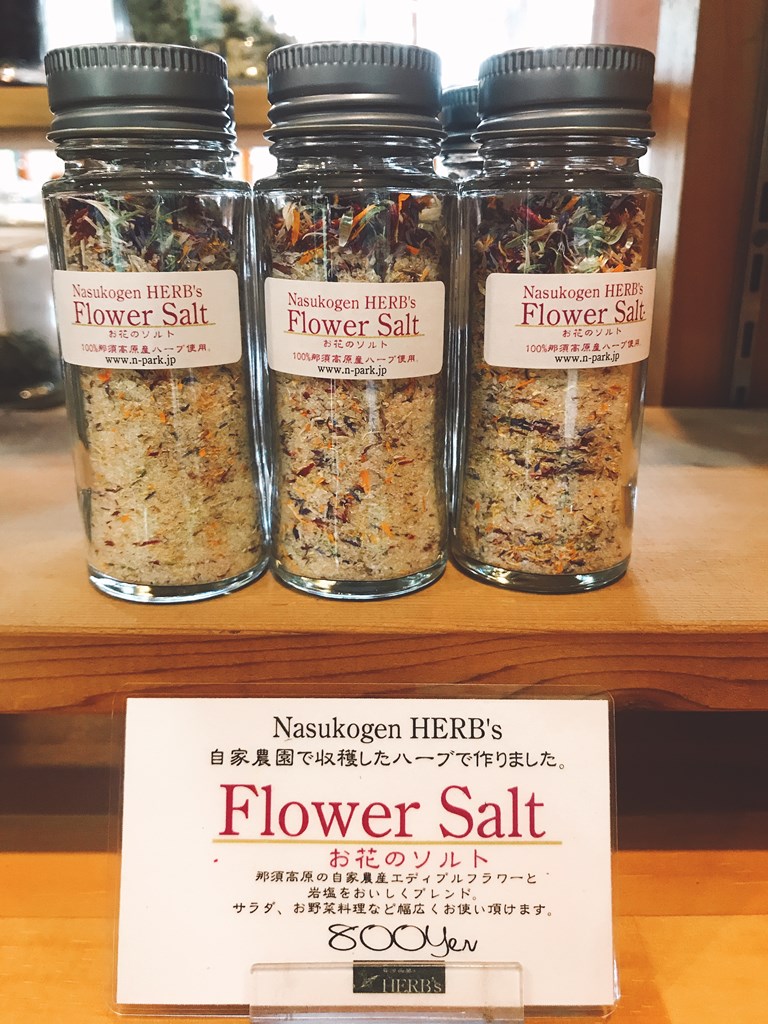 Nasukogen HERB's
Flower Salt
お花のソルト
100%那須高原産ハーブ使用.
www.n-park.jp
Nasukogen HERB's
Flower Salt
お花のソルト
100%那須高原産ハーブ使用.
www.n-park.jp
Nasukogen HERB's
Flower Salt
お花のソルト
100%那須高原産ハーブ使用.
www.n-park.jp
Nasukogen HERB's
自家農園で収穫したハーブで作りました。
Flower Salt
お花のソルト
那須高原の自家農産エディブルフラワーと
岩塩をおいしくブレンド。
サラダ、お野菜料理など幅広くお使い頂けます。
800Yen
HERB's